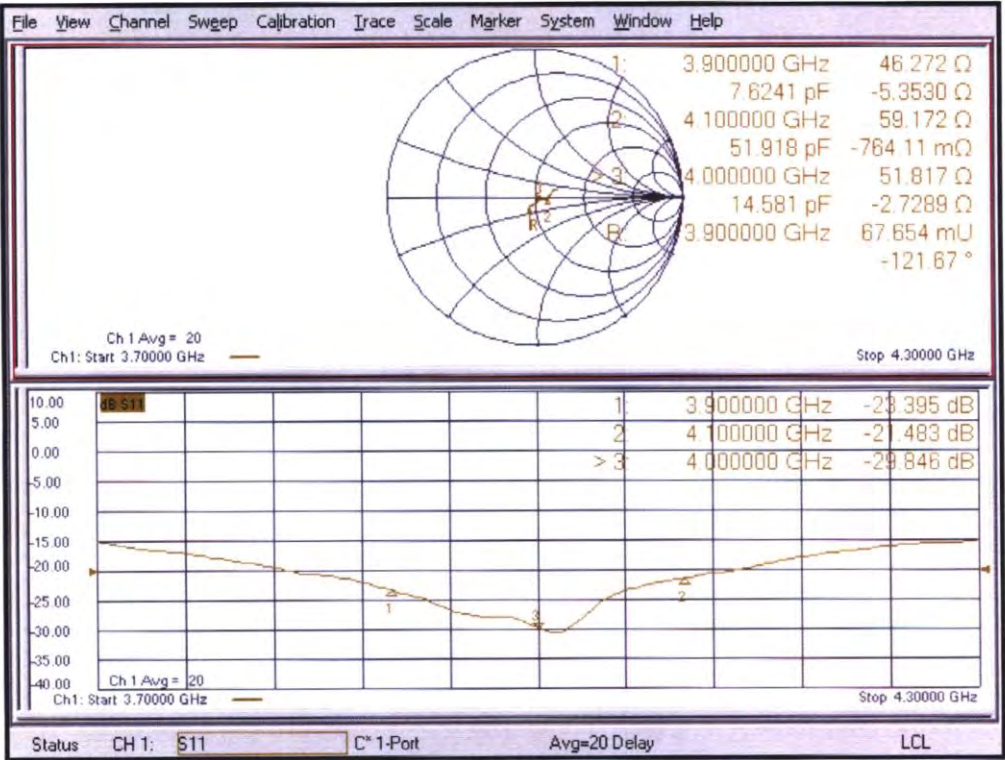 File View Channel Sweep Calibration Trace Scale Marker System Window Help
1: 3.900000 GHz 46.272 Ω
7.6241 pF -5.3530 Ω
2: 4.100000 GHz 59.172 Ω
51.918 pF -764.11 mΩ
> 3: 4.000000 GHz 51.817 Ω
14.581 pF -2.7289 Ω
R: 3.900000 GHz 67.654 mU
-121.67 °
1
2
R
Ch 1 Avg = 20
Ch1: Start 3.70000 GHz
Stop 4.30000 GHz
10.00
dB S11
1: 3.900000 GHz -23.395 dB
5.00
2: 4.100000 GHz -21.483 dB
0.00
> 3: 4.000000 GHz -29.846 dB
-5.00
-10.00
-15.00
-20.00
-25.00
1
2
3
-30.00
-35.00
-40.00
Ch 1 Avg = 20
Ch1: Start 3.70000 GHz
Stop 4.30000 GHz
Status CH 1: S11 C* 1-Port Avg=20 Delay LCL